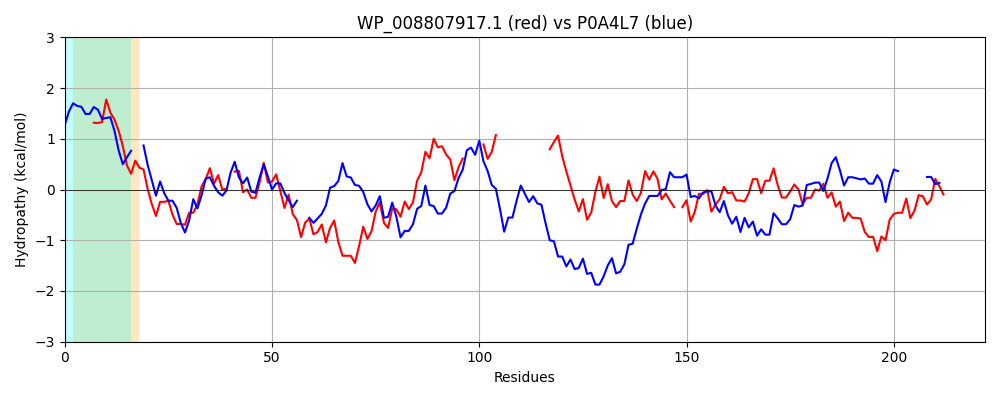 WP_008807917.1 (red) vs P0A4L7 (blue)
Hydropathy (kcal/mol)
3
2
1
0
−1
−2
−3
0 50 100 150 200
Residues